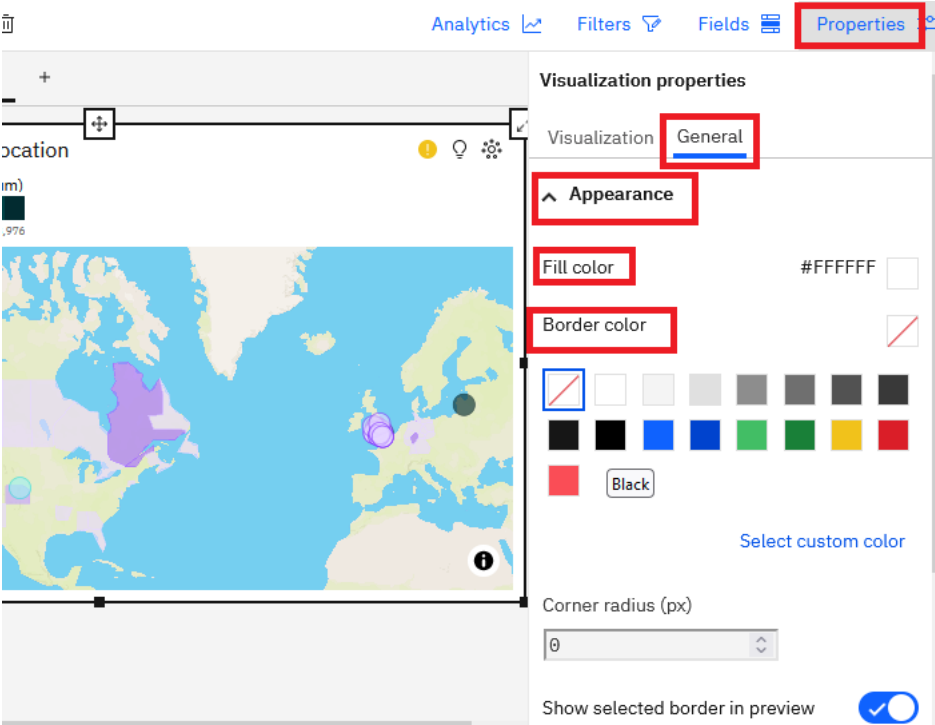 Analytics Filters Fields Properties
+
Visualization properties
Visualization General
ocation
um)
,976
Appearance
Fill color #FFFFFF
Border color
Black
Select custom color
Corner radius (px)
0
Show selected border in preview